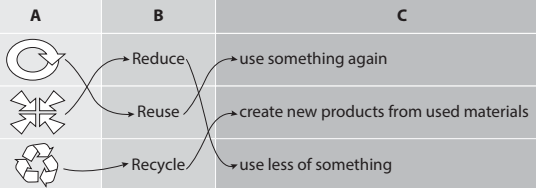 A B C
Reduce use something again
Reuse create new products from used materials
Recycle use less of something